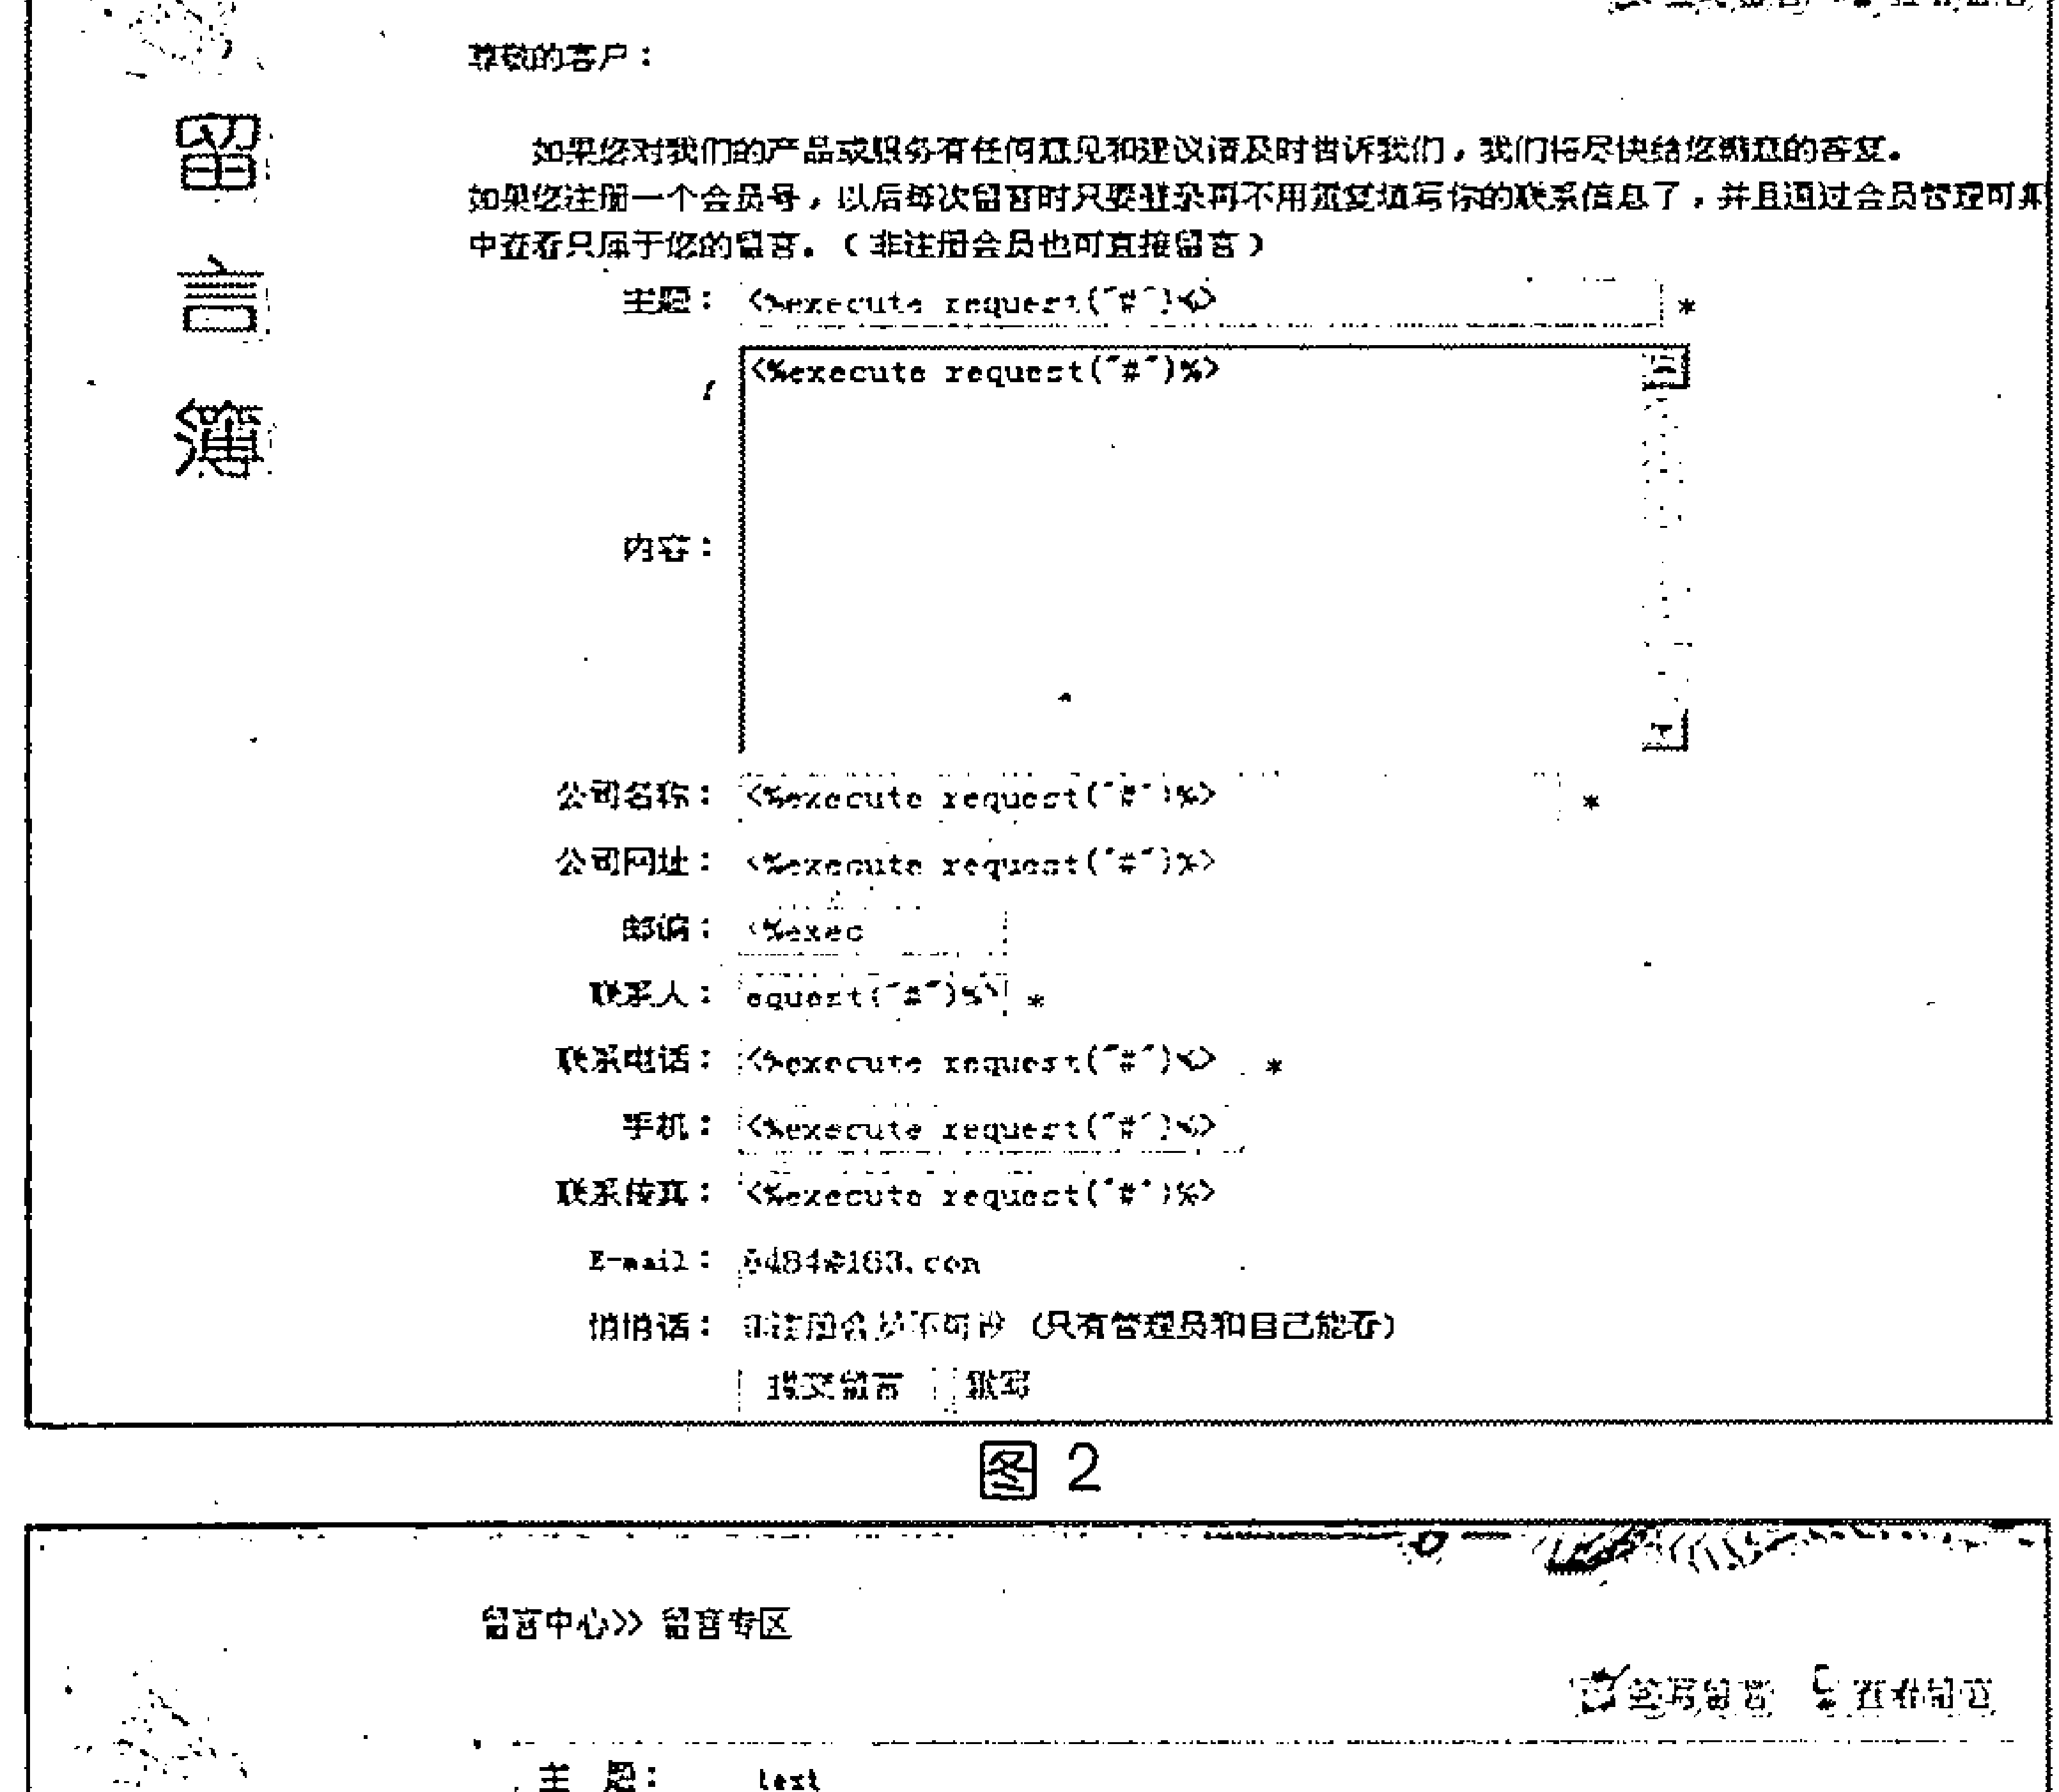 尊敬的客户：
留言簿
如果您对我们的产品或服务有任何意见和建议请及时告诉我们，我们将尽快给您满意的答复。
如果您注册一个会员号，以后每次留言时只要登录再不用重复填写你的联系信息了，并且通过会员管理可
中查看只属于您的留言。（非注册会员也可直接留言）
主题： <%execute request("#")%> *
<%execute request("#")%>
内容：
公司名称： <%execute request("#")%> *
公司网址： <%execute request("#")%>
邮编： <%exec
联系人： equest("#")%> *
联系电话： <%execute request("#")%> *
手机： <%execute request("#")%>
联系传真： <%execute request("#")%>
E-mail： 8484@163.com
悄悄话： 非注册会员不可设（只有管理员和自己能看）
提交留言 重写
图 2
留言中心>> 留言专区
签写留言 查看留言
主 题： test